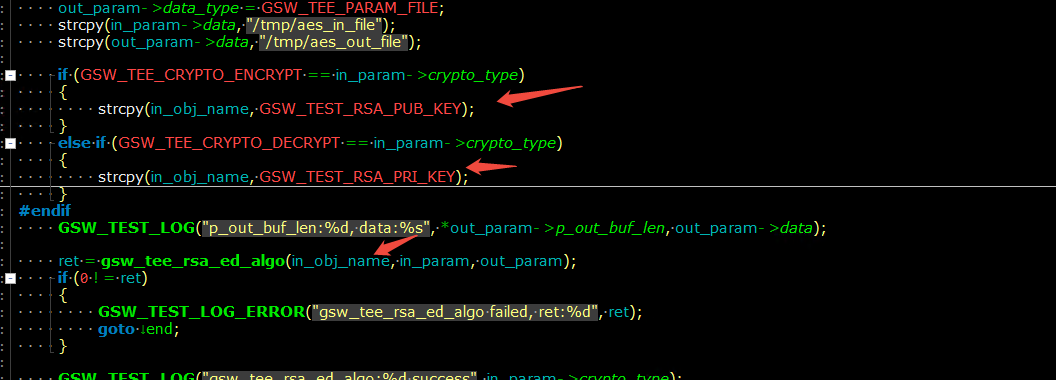 out_param->data_type = GSW_TEE_PARAM_FILE;
strcpy(in_param->data, "/tmp/aes_in_file");
strcpy(out_param->data, "/tmp/aes_out_file");
if (GSW_TEE_CRYPTO_ENCRYPT == in_param->crypto_type)
{
strcpy(in_obj_name, GSW_TEST_RSA_PUB_KEY);
}
else if (GSW_TEE_CRYPTO_DECRYPT == in_param->crypto_type)
{
strcpy(in_obj_name, GSW_TEST_RSA_PRI_KEY);
}
#endif
GSW_TEST_LOG("p_out_buf_len:%d, data:%s", *out_param->p_out_buf_len, out_param->data);
ret = gsw_tee_rsa_ed_algo(in_obj_name, in_param, out_param);
if (0 != ret)
{
GSW_TEST_LOG_ERROR("gsw_tee_rsa_ed_algo failed, ret:%d", ret);
goto ↓end;
}
GSW_TEST_LOG("gsw_tee_rsa_ed_algo:%d success", in_param->crypto_type);